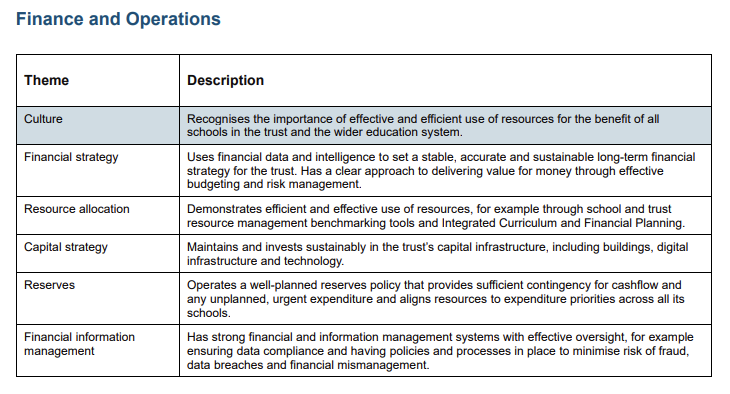 Finance and Operations
Theme
Description
Culture
Recognises the importance of effective and efficient use of resources for the benefit of all
schools in the trust and the wider education system.
Financial strategy
Uses financial data and intelligence to set a stable, accurate and sustainable long-term financial
strategy for the trust. Has a clear approach to delivering value for money through effective
budgeting and risk management.
Resource allocation
Demonstrates efficient and effective use of resources, for example through school and trust
resource management benchmarking tools and Integrated Curriculum and Financial Planning.
Capital strategy
Maintains and invests sustainably in the trust's capital infrastructure, including buildings, digital
infrastructure and technology.
Reserves
Operates a well-planned reserves policy that provides sufficient contingency for cashflow and
any unplanned, urgent expenditure and aligns resources to expenditure priorities across all its
schools.
Financial information
management
Has strong financial and information management systems with effective oversight, for example
ensuring data compliance and having policies and processes in place to minimise risk of fraud,
data breaches and financial mismanagement.